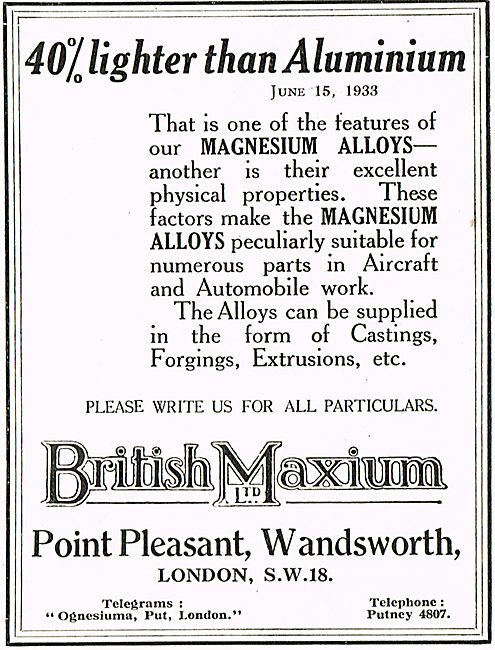 40% lighter than Aluminium
JUNE 15, 1933
That is one of the features of
our MAGNESIUM ALLOYS—
another is their excellent
physical properties. These
factors make the MAGNESIUM
ALLOYS peculiarly suitable for
numerous parts in Aircraft
and Automobile work.
The Alloys can be supplied
in the form of Castings,
Forgings, Extrusions, etc.
PLEASE WRITE US FOR ALL PARTICULARS.
British Maxium
LTD
Point Pleasant, Wandsworth,
LONDON, S.W.18.
Telegrams :
"Ognesiuma, Put, London."
Telephone :
Putney 4807.